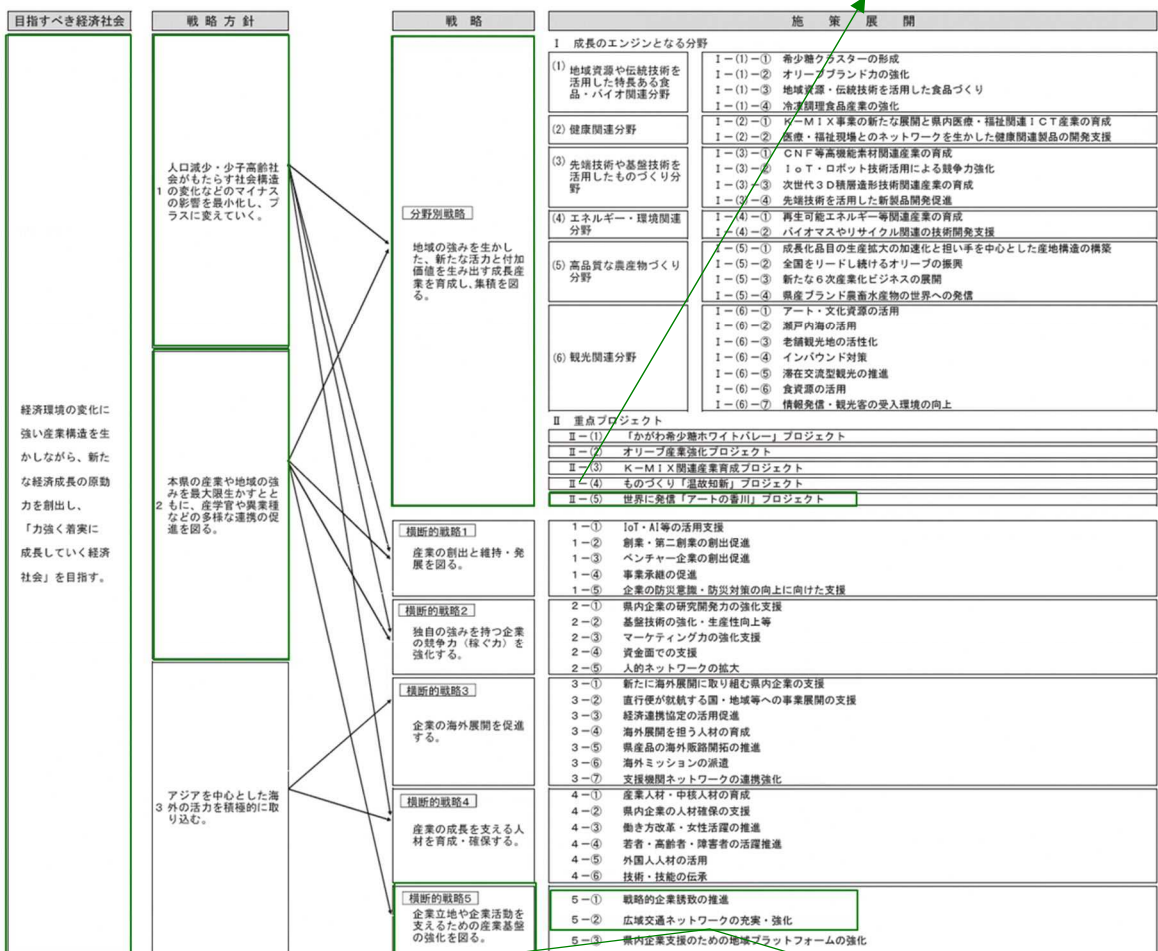 目指すべき経済社会
戦略方針
戦略
施策展開
経済環境の変化に
強い産業構造を生
かしながら、新た
な経済成長の原動
力を創出し、
「力強く着実に
成長していく経済
社会」を目指す。
人口減少・少子高齢社
会がもたらす社会構造
1 の変化などのマイナス
の影響を最小化し、プ
ラスに変えていく。
本県の産業や地域の強
みを最大限生かすとと
2 もに、産学官や異業種
などの多様な連携の促
進を図る。
アジアを中心とした海
3 外の活力を積極的に取
り込む。
分野別戦略
地域の強みを生かし
た、新たな活力と付加
価値を生み出す成長産
業を育成し、集積を図
る。
横断的戦略1
産業の創出と維持・発
展を図る。
横断的戦略2
独自の強みを持つ企業
の競争力（稼ぐ力）を
強化する。
横断的戦略3
企業の海外展開を促進
する。
横断的戦略4
産業の成長を支える人
材を育成・確保する。
横断的戦略5
企業立地や企業活動を
支えるための産業基盤
の強化を図る。
Ⅰ 成長のエンジンとなる分野
(1) 地域資源や伝統技術を
活用した特長ある食
品・バイオ関連分野
Ⅰ－(1)－① 希少糖クラスターの形成
Ⅰ－(1)－② オリーブブランド力の強化
Ⅰ－(1)－③ 地域資源・伝統技術を活用した食品づくり
Ⅰ－(1)－④ 冷凍調理食品産業の強化
(2) 健康関連分野
Ⅰ－(2)－① K－MIX事業の新たな展開と県内医療・福祉関連ICT産業の育成
Ⅰ－(2)－② 医療・福祉現場とのネットワークを生かした健康関連製品の開発支援
(3) 先端技術や基盤技術を
活用したものづくり分
野
Ⅰ－(3)－① CNF等高機能素材関連産業の育成
Ⅰ－(3)－② IoT・ロボット技術活用による競争力強化
Ⅰ－(3)－③ 次世代3D積層造形技術関連産業の育成
Ⅰ－(3)－④ 先端技術を活用した新製品開発促進
(4) エネルギー・環境関連
分野
Ⅰ－(4)－① 再生可能エネルギー等関連産業の育成
Ⅰ－(4)－② バイオマスやリサイクル関連の技術開発支援
(5) 高品質な農産物づくり
分野
Ⅰ－(5)－① 成長化品目の生産拡大の加速化と担い手を中心とした産地構造の構築
Ⅰ－(5)－② 全国をリードし続けるオリーブの振興
Ⅰ－(5)－③ 新たな6次産業化ビジネスの展開
Ⅰ－(5)－④ 県産ブランド農畜水産物の世界への発信
(6) 観光関連分野
Ⅰ－(6)－① アート・文化資源の活用
Ⅰ－(6)－② 瀬戸内海の活用
Ⅰ－(6)－③ 老舗観光地の活性化
Ⅰ－(6)－④ インバウンド対策
Ⅰ－(6)－⑤ 滞在交流型観光の推進
Ⅰ－(6)－⑥ 食資源の活用
Ⅰ－(6)－⑦ 情報発信・観光客の受入環境の向上
Ⅱ 重点プロジェクト
Ⅱ－(1) 「かがわ希少糖ホワイトバレー」プロジェクト
Ⅱ－(2) オリーブ産業強化プロジェクト
Ⅱ－(3) K－MIX関連産業育成プロジェクト
Ⅱ－(4) ものづくり「温故知新」プロジェクト
Ⅱ－(5) 世界に発信「アートの香川」プロジェクト
1－① IoT・AI等の活用支援
1－② 創業・第二創業の創出促進
1－③ ベンチャー企業の創出促進
1－④ 事業承継の促進
1－⑤ 企業の防災意識・防災対策の向上に向けた支援
2－① 県内企業の研究開発力の強化支援
2－② 基盤技術の強化・生産性向上等
2－③ マーケティング力の強化支援
2－④ 資金面での支援
2－⑤ 人的ネットワークの拡大
3－① 新たに海外展開に取り組む県内企業の支援
3－② 直行便が就航する国・地域等への事業展開の支援
3－③ 経済連携協定の活用促進
3－④ 海外展開を担う人材の育成
3－⑤ 県産品の海外販路開拓の推進
3－⑥ 海外ミッションの派遣
3－⑦ 支援機関ネットワークの連携強化
4－① 産業人材・中核人材の育成
4－② 県内企業の人材確保の支援
4－③ 働き方改革・女性活躍の推進
4－④ 若者・高齢者・障害者の活躍推進
4－⑤ 外国人人材の活用
4－⑥ 技術・技能の伝承
5－① 戦略的企業誘致の推進
5－② 広域交通ネットワークの充実・強化
5－③ 県内企業支援のための地域プラットフォームの強化